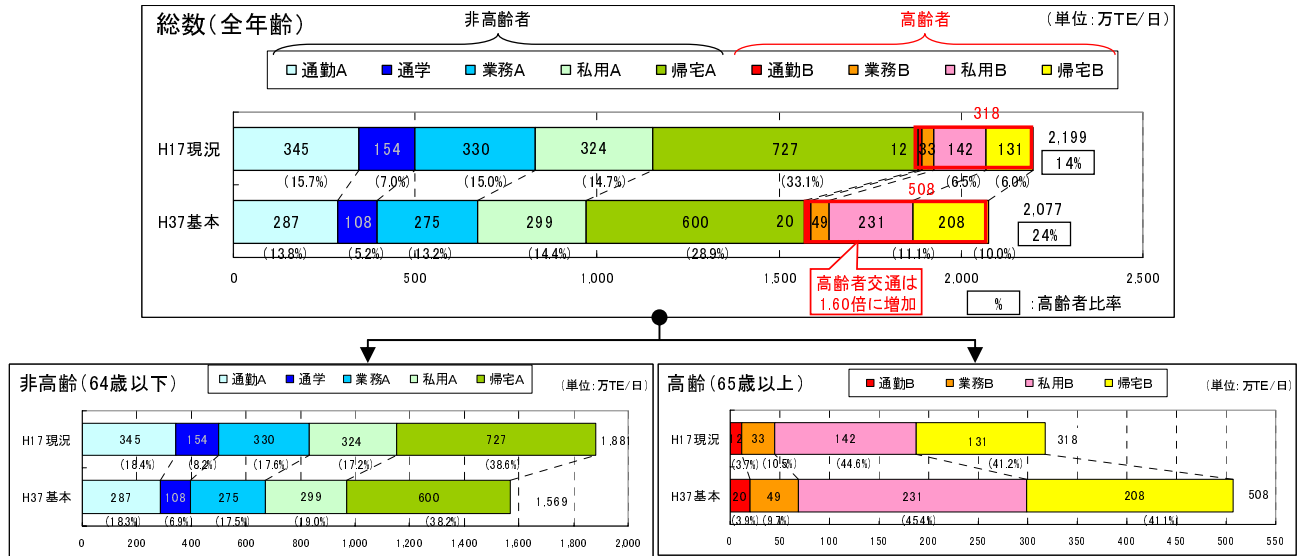 総数(全年齢)
非高齢者
高齢者
(単位:万TE/日)
通勤A 通学 業務A 私用A 帰宅A 通勤B 業務B 私用B 帰宅B
318
H17現況 345 154 330 324 727 12 33 142 131 2,199
14%
(15.7%) (7.0%) (15.0%) (14.7%) (33.1%) (6.5%) (6.0%)
508
H37基本 287 108 275 299 600 20 49 231 208 2,077
24%
(13.8%) (5.2%) (13.2%) (14.4%) (28.9%) (11.1%) (10.0%)
0 500 1,000 1,500 2,000 2,500
高齢者交通は
1.60倍に増加
% :高齢者比率
非高齢(64歳以下)
通勤A 通学 業務A 私用A 帰宅A
(単位:万TE/日)
H17現況 345 154 330 324 727 1,881
(18.4%) (8.2%) (17.6%) (17.2%) (38.6%)
H37基本 287 108 275 299 600 1,569
(18.3%) (6.9%) (17.5%) (19.0%) (38.2%)
0 200 400 600 800 1,000 1,200 1,400 1,600 1,800 2,000
高齢(65歳以上)
通勤B 業務B 私用B 帰宅B
(単位:万TE/日)
H17現況 12 33 142 131 318
(3.7%) (10.5%) (44.6%) (41.2%)
H37基本 20 49 231 208 508
(3.9%) (9.7%) (45.4%) (41.1%)
0 50 100 150 200 250 300 350 400 450 500 550